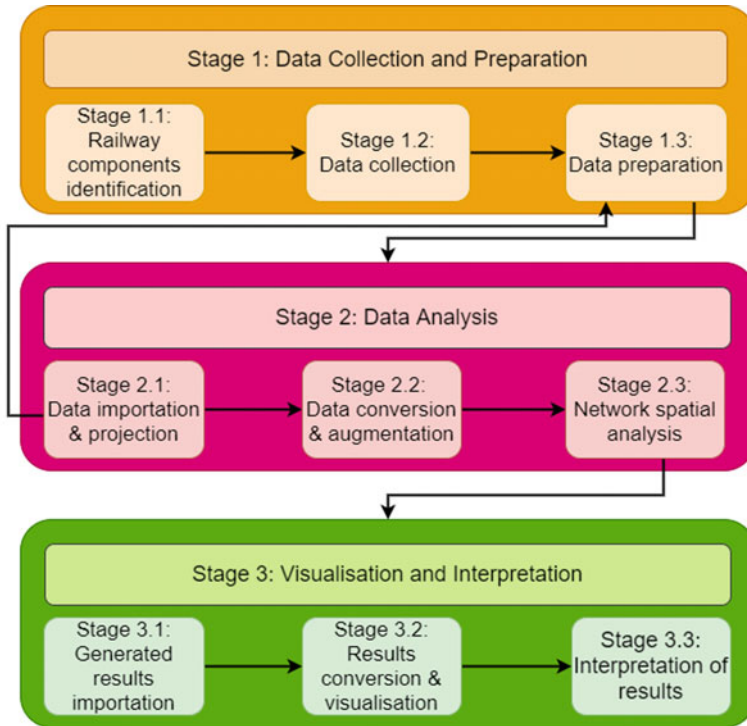 Stage 1: Data Collection and Preparation
Stage 1.1:
Railway
components
identification
Stage 1.2:
Data collection
Stage 1.3:
Data preparation
Stage 2: Data Analysis
Stage 2.1:
Data importation
& projection
Stage 2.2:
Data conversion
& augmentation
Stage 2.3:
Network spatial
analysis
Stage 3: Visualisation and Interpretation
Stage 3.1:
Generated
results
importation
Stage 3.2:
Results
conversion &
visualisation
Stage 3.3:
Interpretation of
results